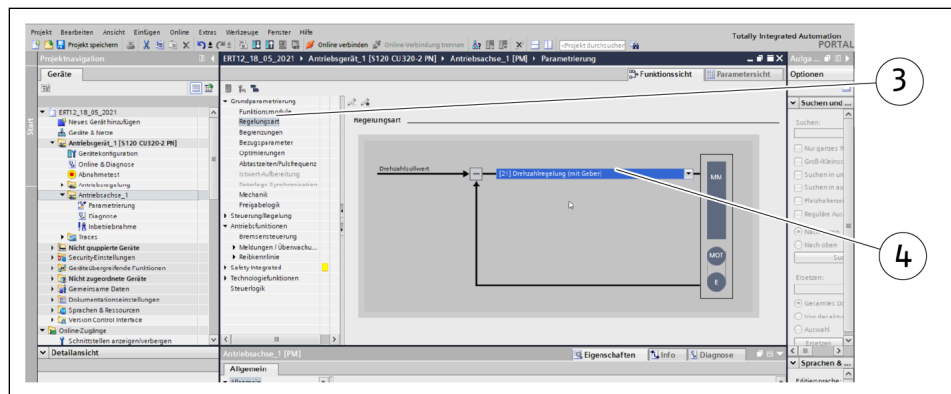 Projekt Bearbeiten Ansicht Einfügen Online Extras Werkzeuge Fenster Hilfe
Totally Integrated Automation
PORTAL
Projekt speichern
Online verbinden
Online-Verbindung trennen
<Projekt durchsuchen>
Projektnavigation
ERT12_18_05_2021 ▸ Antriebsgerät_1 [S120 CU320-2 PN] ▸ Antriebsachse_1 [PM] ▸ Parametrierung
Funktionssicht
Parametersicht
Optionen
Geräte
Start
ERT12_18_05_2021
Neues Gerät hinzufügen
Geräte & Netze
Antriebsgerät_1 [S120 CU320-2 PN]
Gerätekonfiguration
Online & Diagnose
Abnahmetest
Antriebsregelung
Antriebsachse_1
Parametrierung
Diagnose
Inbetriebnahme
Traces
Nicht gruppierte Geräte
Security-Einstellungen
Geräteübergreifende Funktionen
Nicht zugeordnete Geräte
Gemeinsame Daten
Dokumentationseinstellungen
Sprachen & Ressourcen
Version Control Interface
Online-Zugänge
Schnittstellen anzeigen/verbergen
Detailansicht
Grundparametrierung
Funktionsmodule
Regelungsart
Begrenzungen
Bezugsparameter
Optimierungen
Abtastzeiten/Pulsfrequenz
Istwert-Aufbereitung
Mechanik
Freigabelogik
Steuerung/Regelung
Antriebsfunktionen
Bremsensteuerung
Meldungen / Überwachu...
Reibkennlinie
Safety Integrated
Technologiefunktionen
Steuerlogik
Regelungsart
Drehzahlsollwert
[21] Drehzahlregelung (mit Geber)
MM
MOT
E
3
4
Suchen und ...
Suchen:
Nur ganzes
Nach oben
Ersetzen:
Auswahl
Ersetzen
Sprachen & ...
Antriebsachse_1 [PM]
Eigenschaften
Info
Diagnose
Allgemein
Allgemein